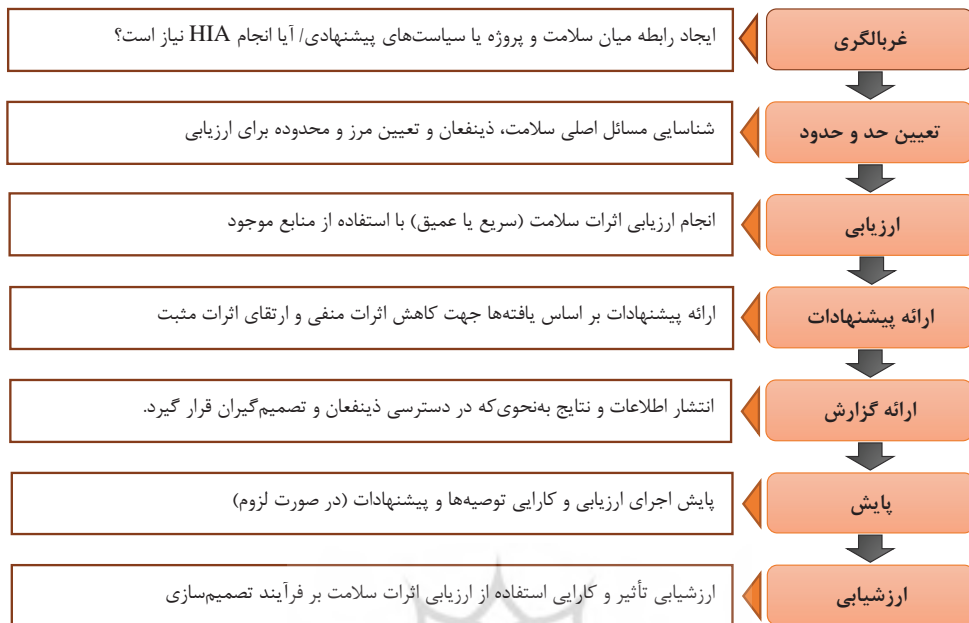 غربالگری
ایجاد رابطه میان سلامت و پروژه یا سیاست‌های پیشنهادی/ آیا انجام HIA نیاز است؟
تعیین حد و حدود
شناسایی مسائل اصلی سلامت، ذینفعان و تعیین مرز و محدوده برای ارزیابی
ارزیابی
انجام ارزیابی اثرات سلامت (سریع یا عمیق) با استفاده از منابع موجود
ارائه پیشنهادات
ارائه پیشنهادات بر اساس یافته‌ها جهت کاهش اثرات منفی و ارتقای اثرات مثبت
ارائه گزارش
انتشار اطلاعات و نتایج به‌نحوی‌که در دسترسی ذینفعان و تصمیم‌گیران قرار گیرد.
پایش
پایش اجرای ارزیابی و کارایی توصیه‌ها و پیشنهادات (در صورت لزوم)
ارزشیابی
ارزشیابی تأثیر و کارایی استفاده از ارزیابی اثرات سلامت بر فرآیند تصمیم‌سازی